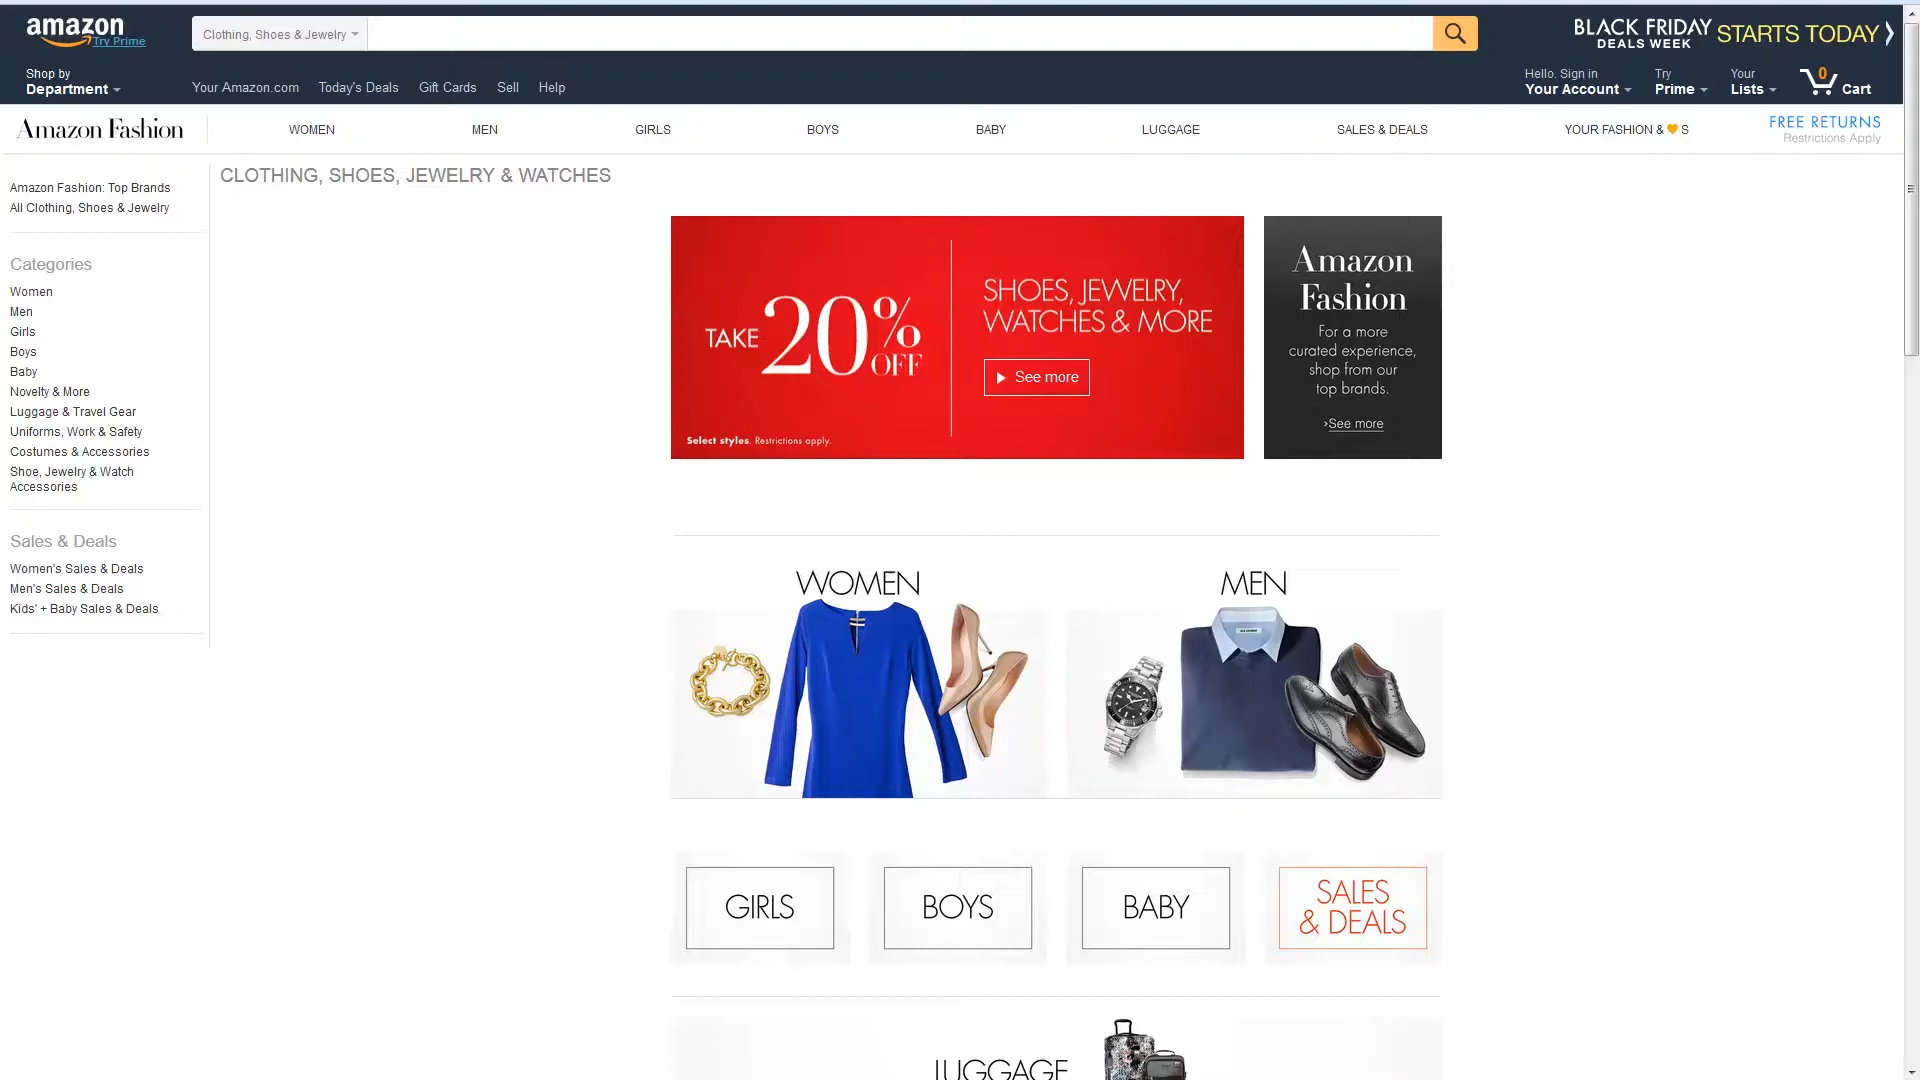 amazon
Try Prime
Clothing, Shoes & Jewelry
BLACK FRIDAY
DEALS WEEK
STARTS TODAY
Shop by
Department
Your Amazon.com
Today's Deals
Gift Cards
Sell
Help
Hello. Sign in
Your Account
Try
Prime
Your
Lists
0
Cart
Amazon Fashion
WOMEN
MEN
GIRLS
BOYS
BABY
LUGGAGE
SALES & DEALS
YOUR FASHION & 🧡 S
FREE RETURNS
Restrictions Apply
Amazon Fashion: Top Brands
All Clothing, Shoes & Jewelry
Categories
Women
Men
Girls
Boys
Baby
Novelty & More
Luggage & Travel Gear
Uniforms, Work & Safety
Costumes & Accessories
Shoe, Jewelry & Watch
Accessories
Sales & Deals
Women's Sales & Deals
Men's Sales & Deals
Kids' + Baby Sales & Deals
CLOTHING, SHOES, JEWELRY & WATCHES
TAKE 20% OFF
SHOES, JEWELRY,
WATCHES & MORE
See more
Select styles. Restrictions apply.
Amazon
Fashion
For a more
curated experience,
shop from our
top brands.
›See more
WOMEN
MEN
GIRLS
BOYS
BABY
SALES
& DEALS
LUGGAGE